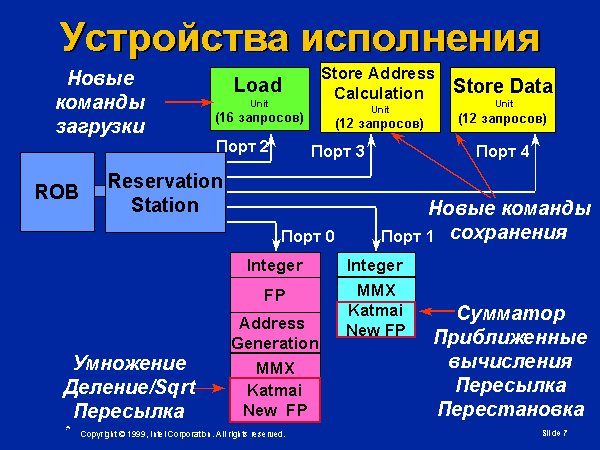 Устройства исполнения
Новые
команды
загрузки
Load
Unit
(16 запросов)
Store Address
Calculation
Unit
(12 запросов)
Store Data
Unit
(12 запросов)
Порт 2
Порт 3
Порт 4
ROB
Reservation
Station
Новые команды
сохранения
Порт 0
Порт 1
Integer
FP
Address
Generation
MMX
Katmai
New FP
Integer
MMX
Katmai
New FP
Сумматор
Приближенные
вычисления
Пересылка
Перестановка
Умножение
Деление/Sqrt
Пересылка
Copyright © 1999, Intel Corporation. All rights reserved.
Slide 7